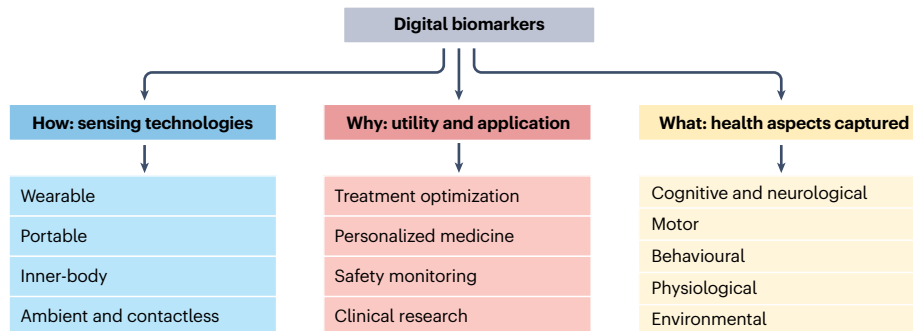 Digital biomarkers
How: sensing technologies
Wearable
Portable
Inner-body
Ambient and contactless
Why: utility and application
Treatment optimization
Personalized medicine
Safety monitoring
Clinical research
What: health aspects captured
Cognitive and neurological
Motor
Behavioural
Physiological
Environmental